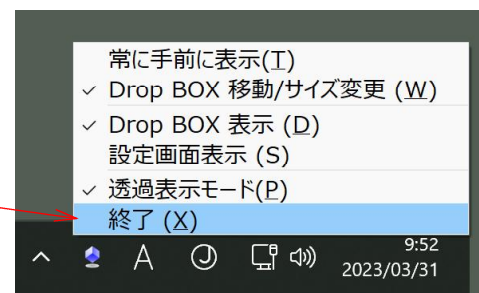 常に手前に表示(T)
Drop BOX 移動/サイズ変更 (W)
Drop BOX 表示 (D)
設定画面表示 (S)
透過表示モード(P)
終了 (X)
A
J
9:52
2023/03/31